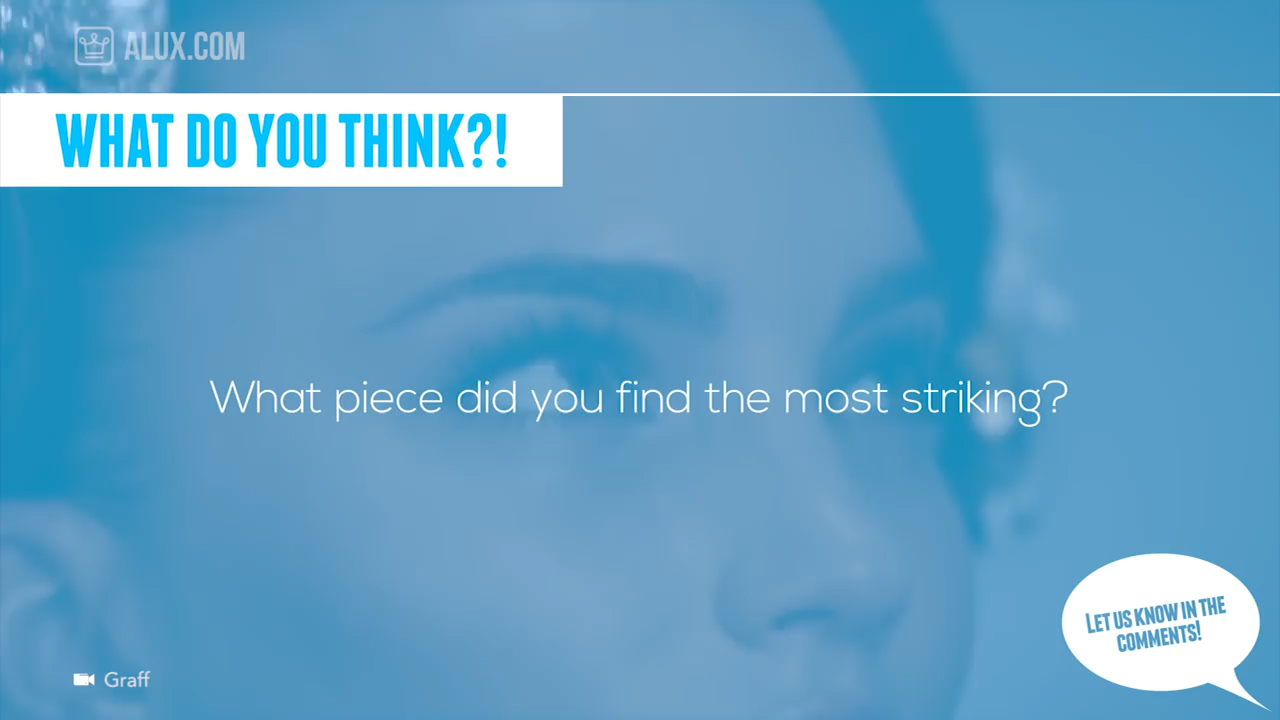 ALUX.COM
WHAT DO YOU THINK?!
What piece did you find the most striking?
LET US KNOW IN THE
COMMENTS!
Graff